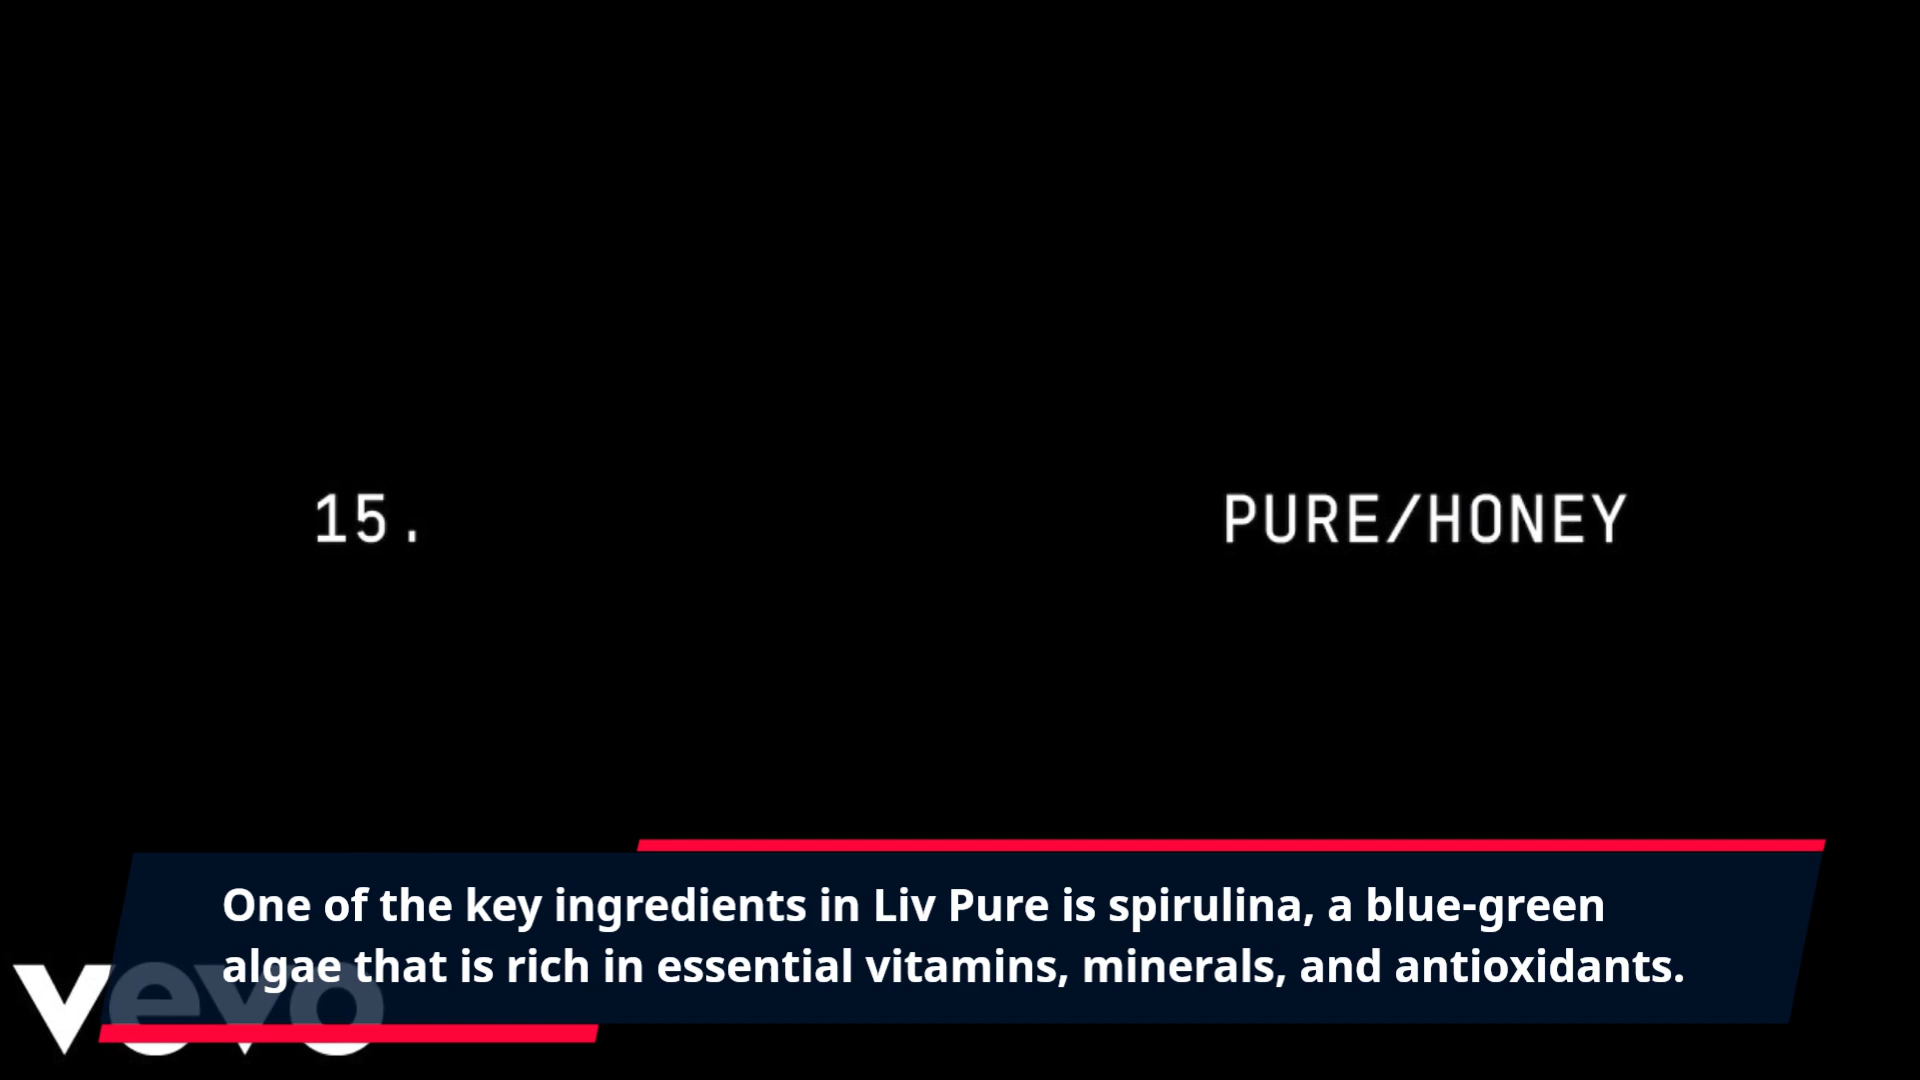 15. PURE/HONEY
One of the key ingredients in Liv Pure is spirulina, a blue-green
algae that is rich in essential vitamins, minerals, and antioxidants.
vevo